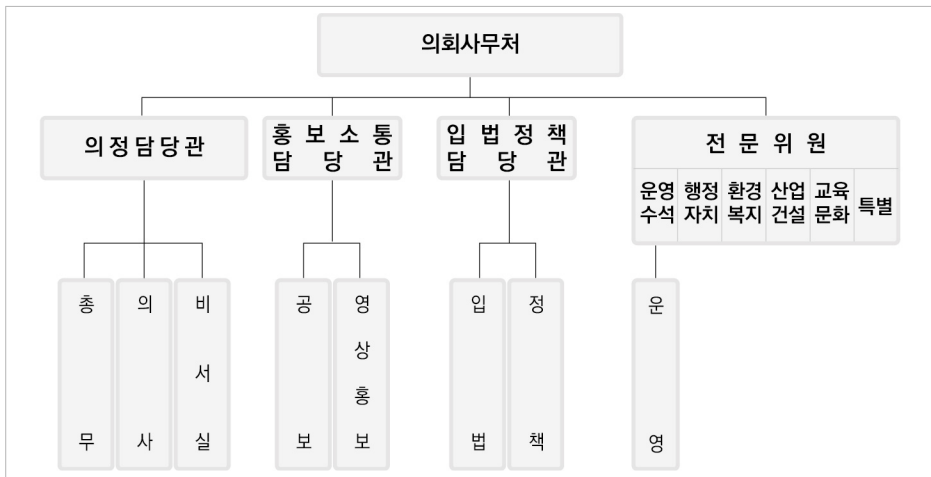 의회사무처
의정담당관
홍보소통
담당관
입법정책
담당관
전문위원
운영
수석
행정
자치
환경
복지
산업
건설
교육
문화
특별
총무
의사
비서실
공보
영상홍보
입법
정책
운영